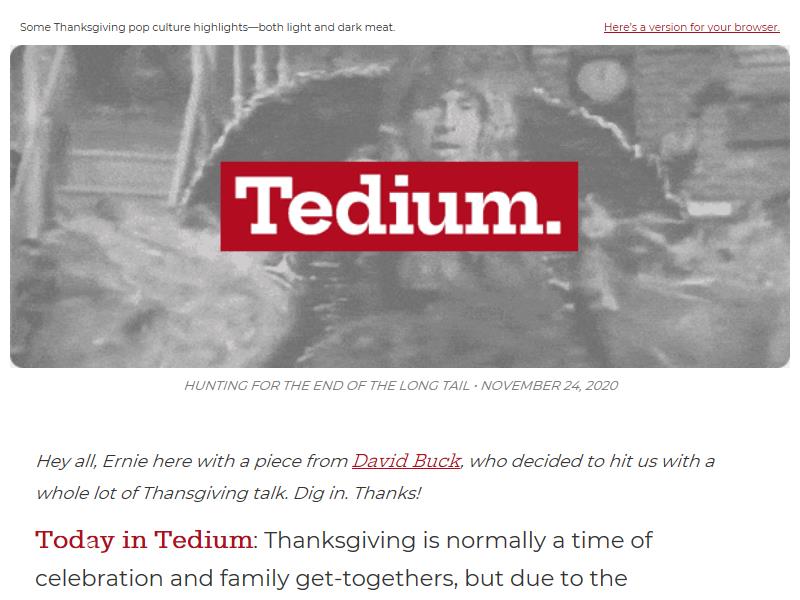 Some Thanksgiving pop culture highlights—both light and dark meat.
Here's a version for your browser.
Tedium.
HUNTING FOR THE END OF THE LONG TAIL • NOVEMBER 24, 2020
Hey all, Ernie here with a piece from David Buck, who decided to hit us with a
whole lot of Thansgiving talk. Dig in. Thanks!
Today in Tedium: Thanksgiving is normally a time of
celebration and family get-togethers, but due to the